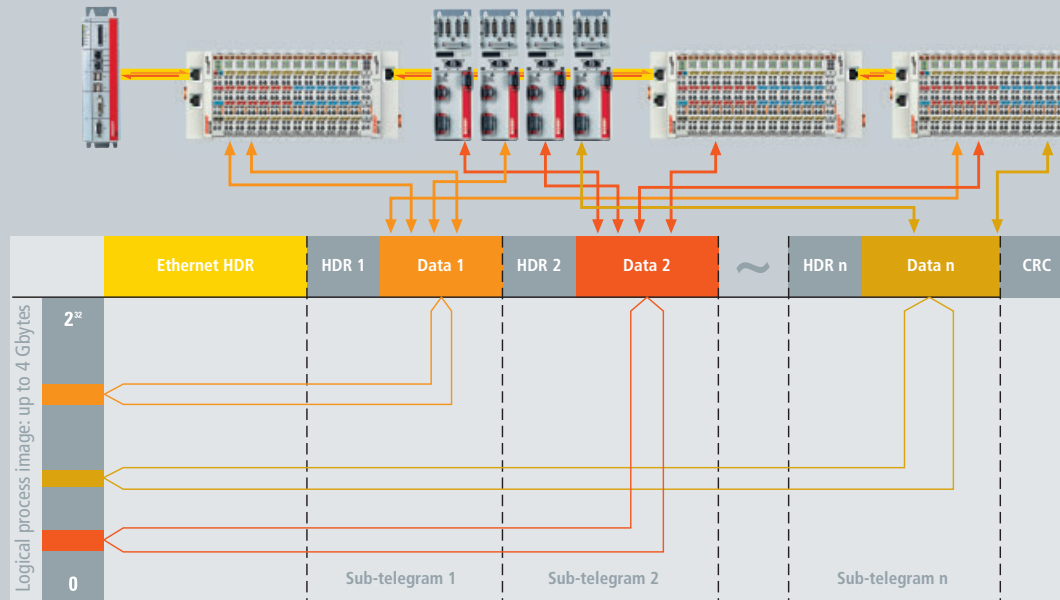 Ethernet HDR
HDR 1
Data 1
HDR 2
Data 2
~
HDR n
Data n
CRC
Logical process image: up to 4 Gbytes
2³²
0
Sub-telegram 1
Sub-telegram 2
Sub-telegram n